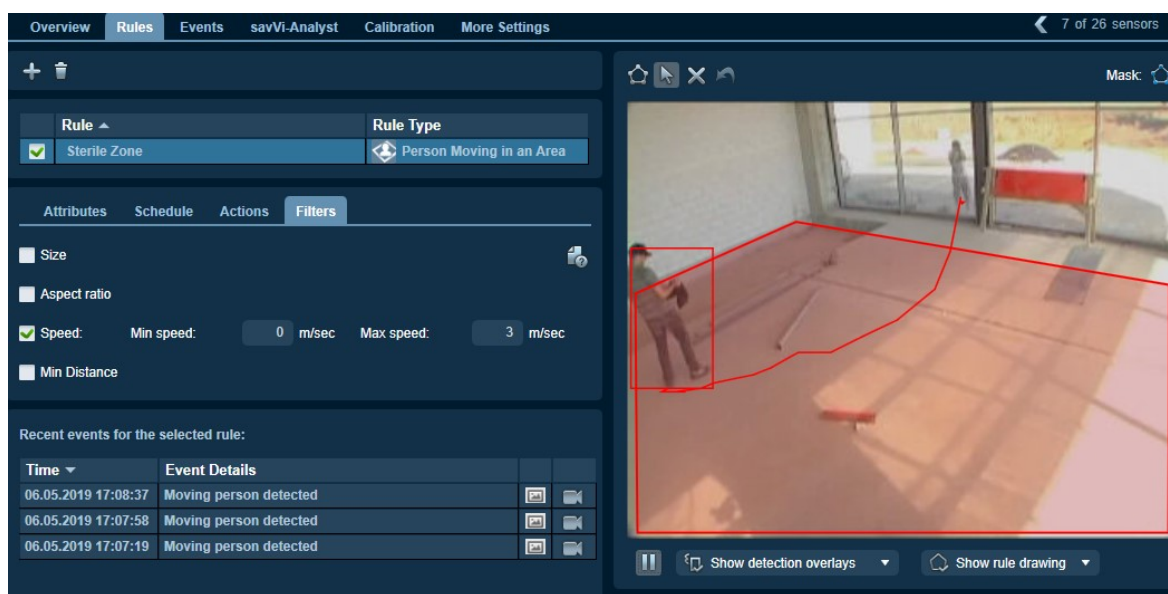 Overview Rules Events savVi-Analyst Calibration More Settings
7 of 26 sensors
Mask:
Rule Rule Type
Sterile Zone Person Moving in an Area
Attributes Schedule Actions Filters
Size
Aspect ratio
Speed: Min speed: 0 m/sec Max speed: 3 m/sec
Min Distance
Recent events for the selected rule:
Time Event Details
06.05.2019 17:08:37 Moving person detected
06.05.2019 17:07:58 Moving person detected
06.05.2019 17:07:19 Moving person detected
Show detection overlays Show rule drawing